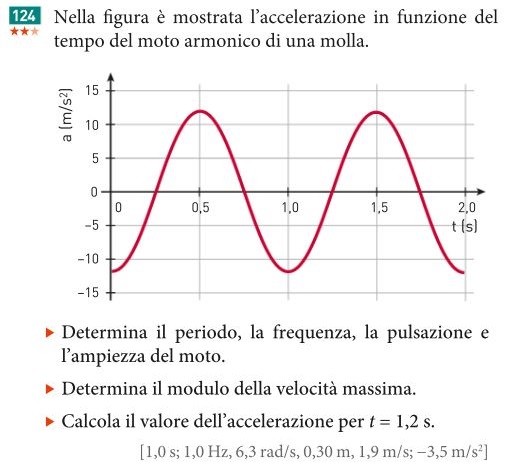 124 Nella figura è mostrata l'accelerazione in funzione del
tempo del moto armonico di una molla.
a (m/s²)
15
10
5
0
−5
−10
−15
0 0,5 1,0 1,5 2,0
t (s)
▶ Determina il periodo, la frequenza, la pulsazione e
l'ampiezza del moto.
▶ Determina il modulo della velocità massima.
▶ Calcola il valore dell'accelerazione per t = 1,2 s.
[1,0 s; 1,0 Hz, 6,3 rad/s, 0,30 m, 1,9 m/s; −3,5 m/s²]